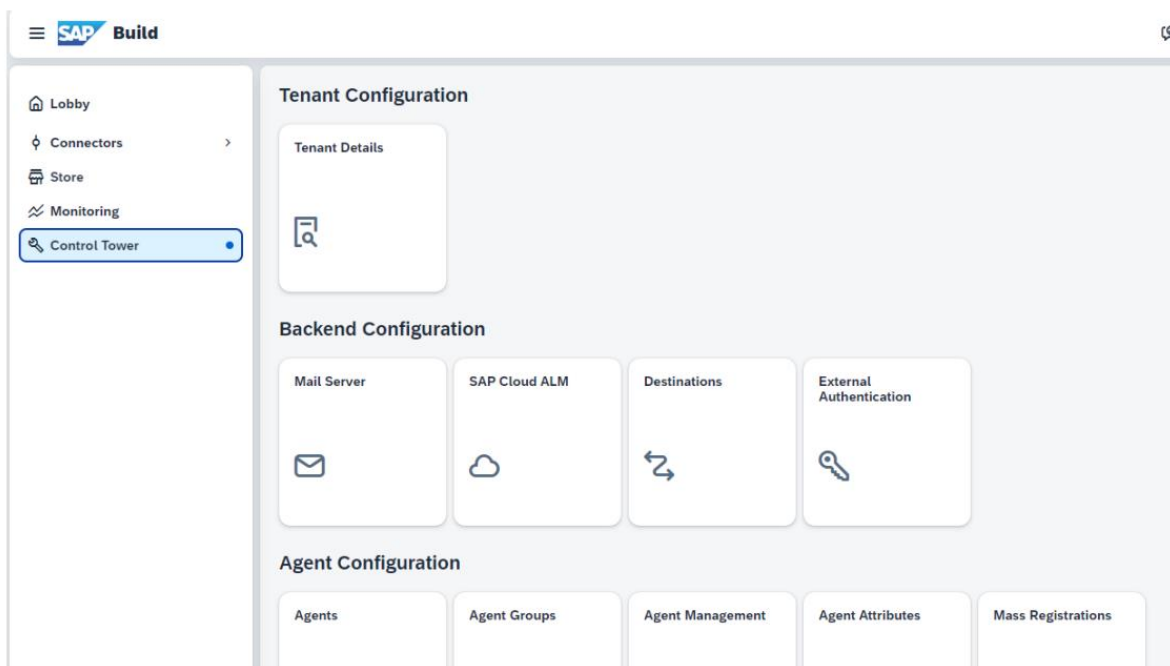 SAP Build
Lobby
Connectors
Store
Monitoring
Control Tower
Tenant Configuration
Tenant Details
Backend Configuration
Mail Server
SAP Cloud ALM
Destinations
External
Authentication
Agent Configuration
Agents
Agent Groups
Agent Management
Agent Attributes
Mass Registrations